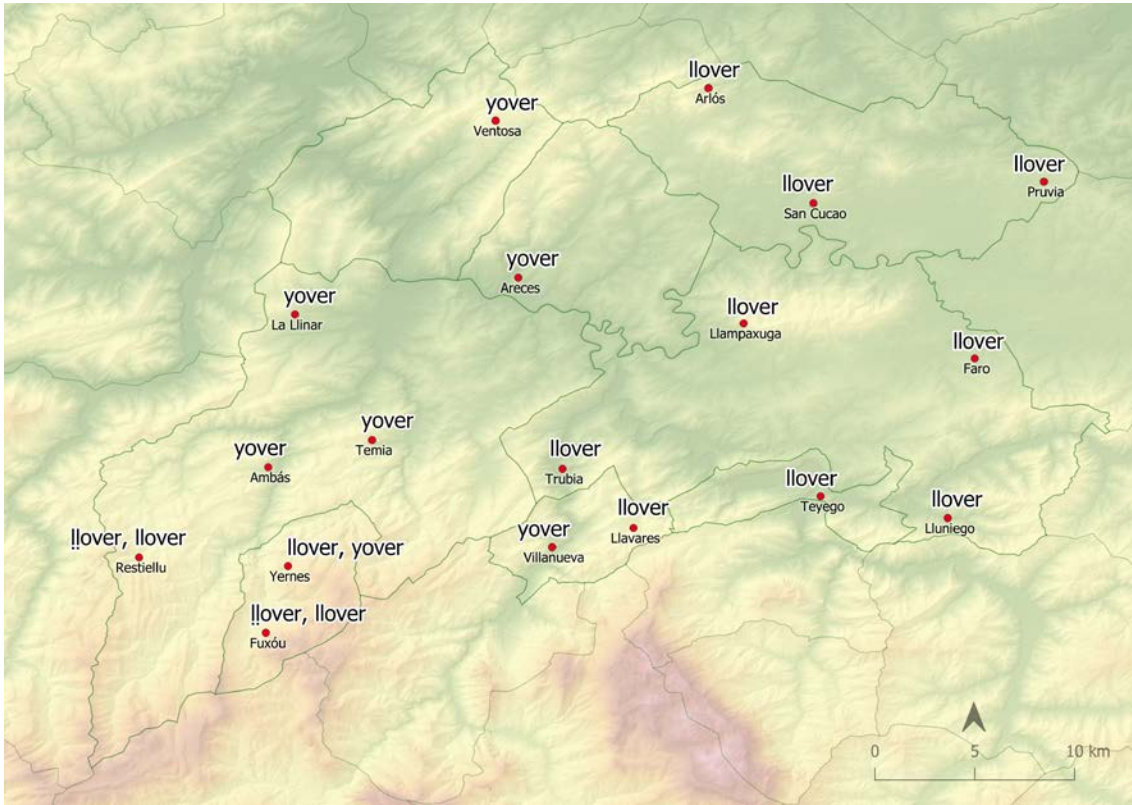 llover
Arlós
yover
Ventosa
llover
Pruvia
llover
San Cucao
yover
Areces
yover
La Llinar
llover
Llampaxuga
llover
Faro
yover
Temia
yover
Ambás
llover
Trubia
llover
Teyego
llover
Lluniego
llover
Llavares
yover
Villanueva
ḷḷover, llover
Restiellu
llover, yover
Yernes
ḷḷover, llover
Fuxóu
0 5 10 km